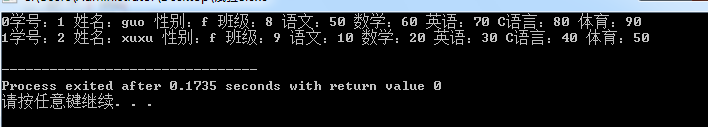 0学号：1 姓名：guo 性别：f 班级：8 语文：50 数学：60 英语：70 C语言：80 体育：90
1学号：2 姓名：xuxu 性别：f 班级：9 语文：10 数学：20 英语：30 C语言：40 体育：50
--------------------------------
Process exited after 0.1735 seconds with return value 0
请按任意键继续. . .